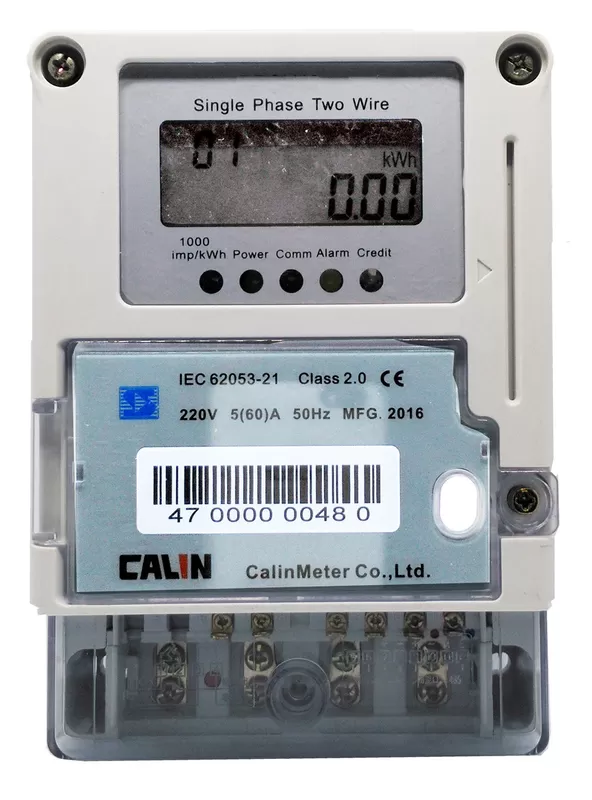 Single Phase Two Wire
01
kWh
0.00
1000
imp/kWh Power Comm Alarm Credit
IEC 62053-21 Class 2.0 CE
220V 5(60)A 50Hz MFG. 2016
47 0000 0048 0
CALIN CalinMeter Co.,Ltd.